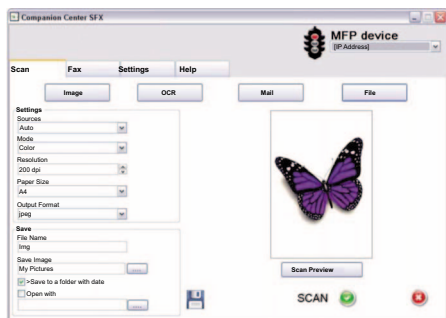 Companion Center SFX
MFP device
[IP Address]
Scan Fax Settings Help
Image OCR Mail File
Settings
Sources
Auto
Mode
Color
Resolution
200 dpi
Paper Size
A4
Output Format
jpeg
Save
File Name
Img
Save Image
My Pictures
....
>Save to a folder with date
Open with
....
Scan Preview
SCAN